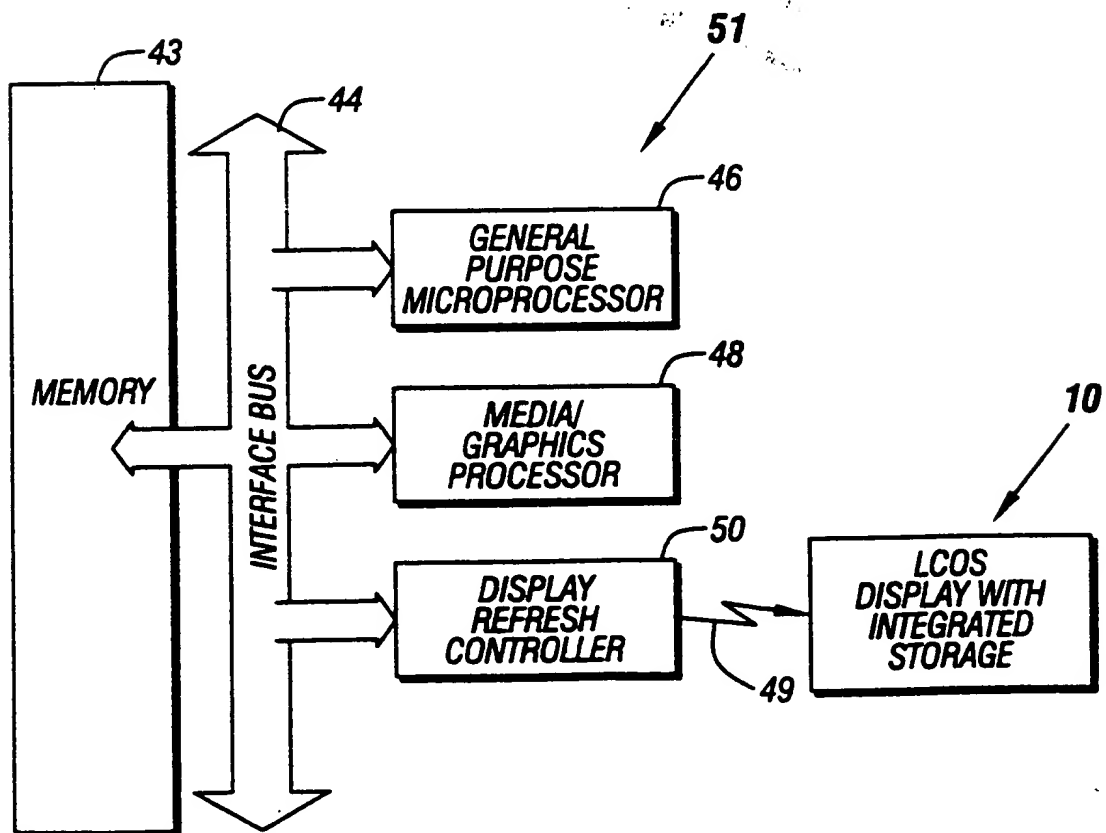 51
43
44
46
GENERAL
PURPOSE
MICROPROCESSOR
48
MEMORY
INTERFACE BUS
MEDIA/
GRAPHICS
PROCESSOR
10
50
DISPLAY
REFRESH
CONTROLLER
49
LCOS
DISPLAY WITH
INTEGRATED
STORAGE